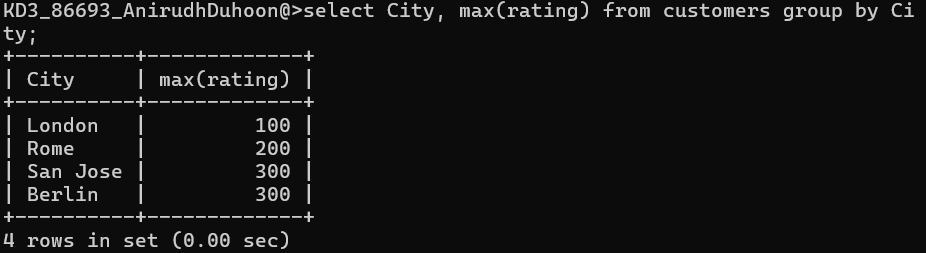 KD3_86693_AnirudhDuhoon@>select City, max(rating) from customers group by Ci
ty;
+----------+-------------+
| City     | max(rating) |
+----------+-------------+
| London   |         100 |
| Rome     |         200 |
| San Jose |         300 |
| Berlin   |         300 |
+----------+-------------+
4 rows in set (0.00 sec)